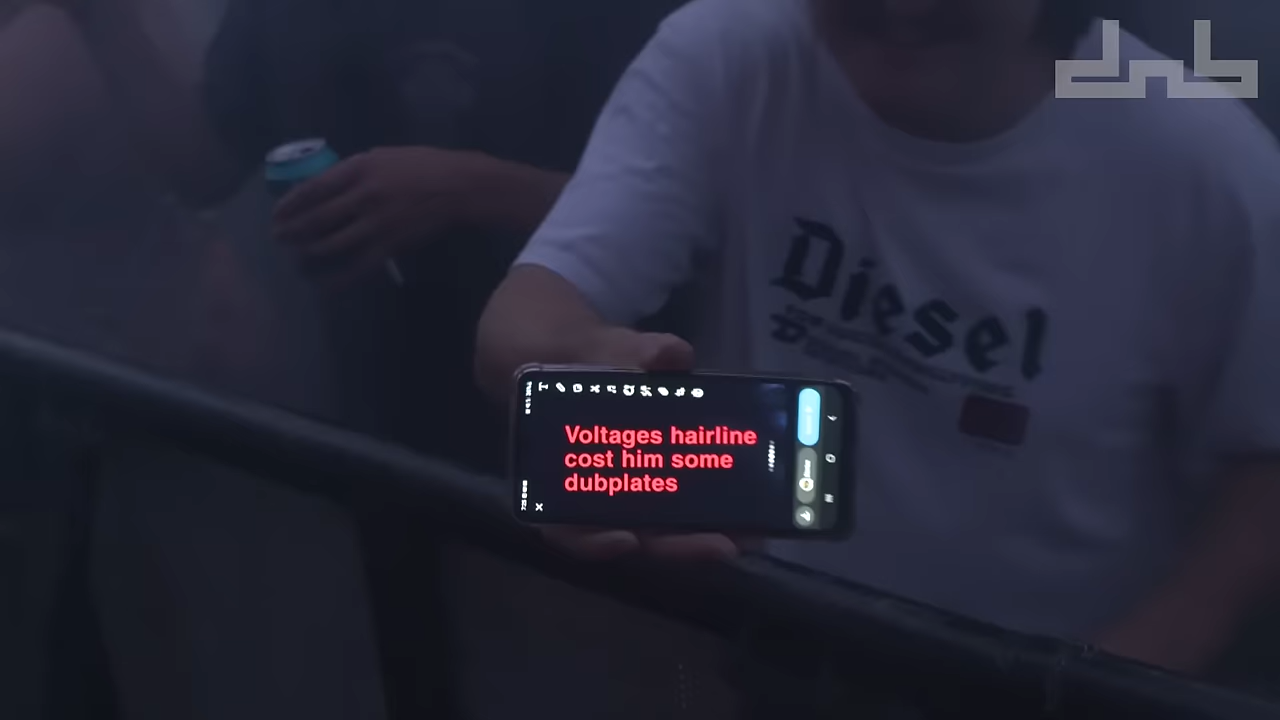 dnb
Diesel
Voltages hairline
cost him some
dubplates